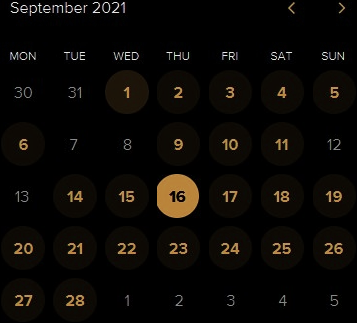 September 2021
MON TUE WED THU FRI SAT SUN
30 31 1 2 3 4 5
6 7 8 9 10 11 12
13 14 15 16 17 18 19
20 21 22 23 24 25 26
27 28 1 2 3 4 5